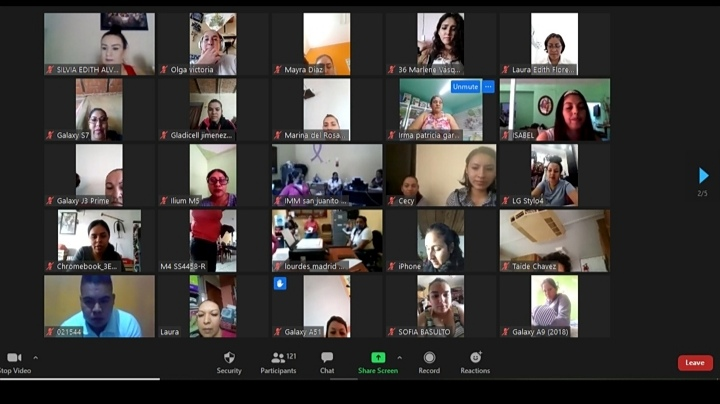 SILVIA EDITH ALV...
Olga victoria
Mayra Diaz
36 Marlene Vasq...
Laura Edith Flore...
Galaxy S7
Gladicell jimenez...
Marina del Rosa...
Unmute
...
Irma patricia gar...
ISABEL
Galaxy J3 Prime
Ilium M5
IMM san juanito ...
Cecy
LG Stylo4
2/5
Chromebook_3E...
M4 SS4458-R
lourdes madrid ...
iPhone
Taide Chavez
021544
Laura
Galaxy A51
SOFIA BASULTO
Galaxy A9 (2018)
Stop Video
Security
Participants
121
Chat
Share Screen
Record
Reactions
Leave